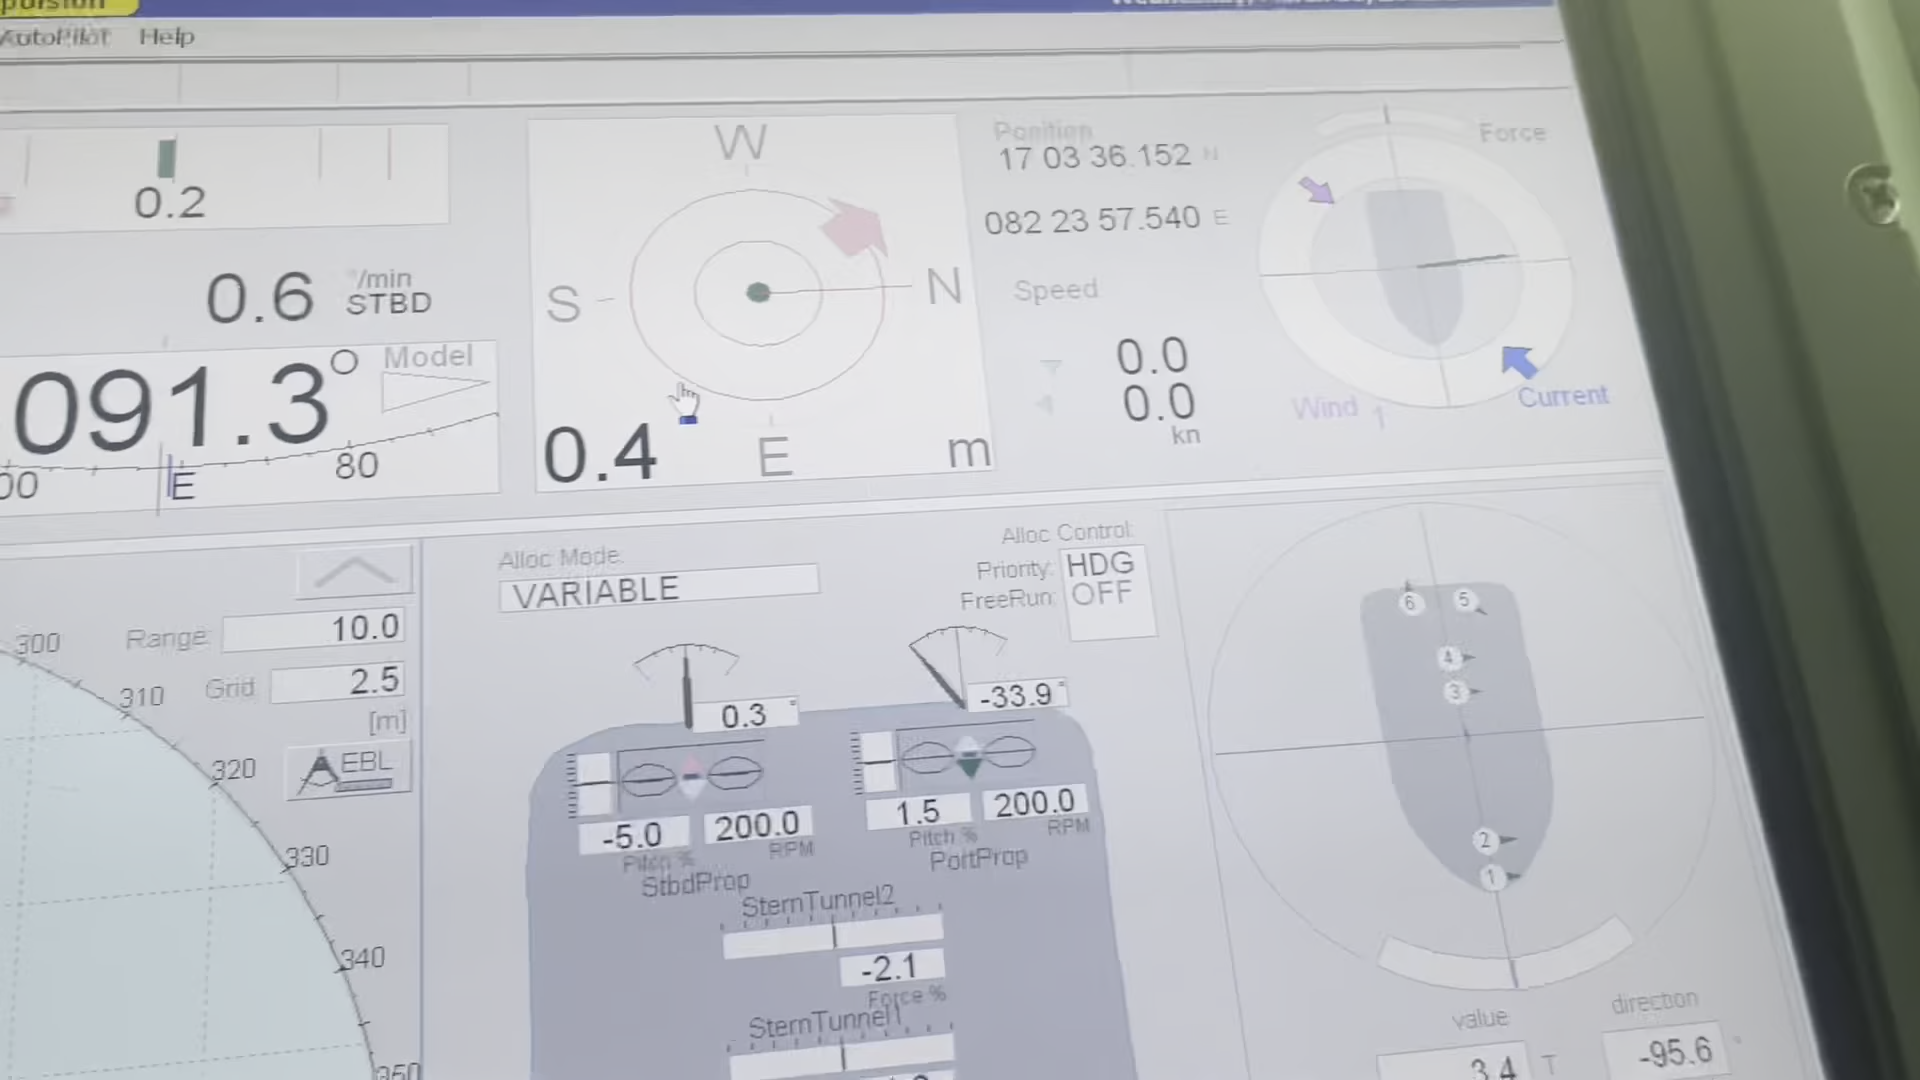 AutoPilot Help
0.2
0.6 °/min
STBD
091.3° Model
E 80
W
S N
E
0.4 m
Position
17 03 36.152 N
082 23 57.540 E
Speed
0.0
0.0
kn
Force
Wind
Current
Range: 10.0
Grid 2.5
[m]
EBL
300
310
320
330
340
350
Alloc Mode:
VARIABLE
Alloc Control:
Priority: HDG
FreeRun: OFF
0.3 °
-33.9 °
-5.0 200.0
Pitch % RPM
StbdProp
1.5 200.0
Pitch % RPM
PortProp
SternTunnel2
-2.1
Force %
SternTunnel1
6 5
4
3
2
1
value direction
3.4 T -95.6 °